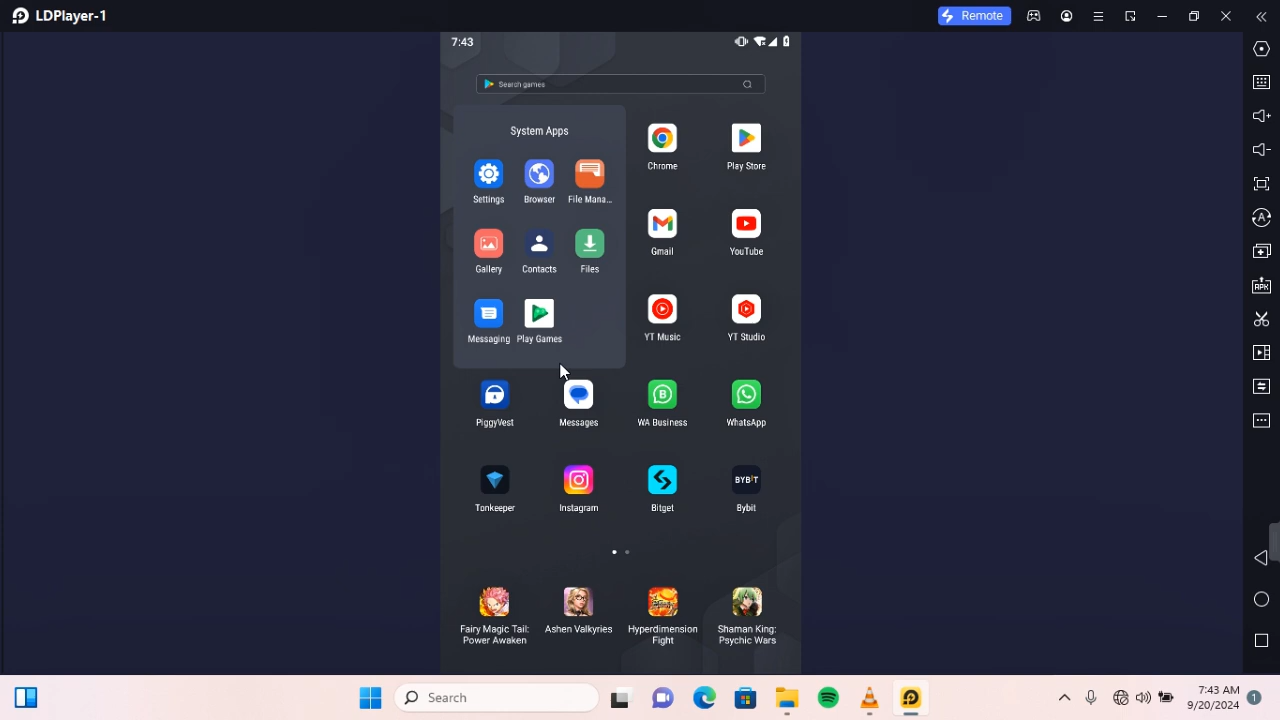 LDPlayer-1
Remote
7:43
Search games
System Apps
Settings
Browser
File Mana...
Chrome
Play Store
Gallery
Contacts
Files
Gmail
YouTube
Messaging
Play Games
YT Music
YT Studio
PiggyVest
Messages
WA Business
WhatsApp
BYBIT
Tonkeeper
Instagram
Bitget
Bybit
Fairy Magic Tail:
Power Awaken
Ashen Valkyries
Hyperdimension
Fight
Shaman King:
Psychic Wars
APK
Search
7:43 AM
9/20/2024
1